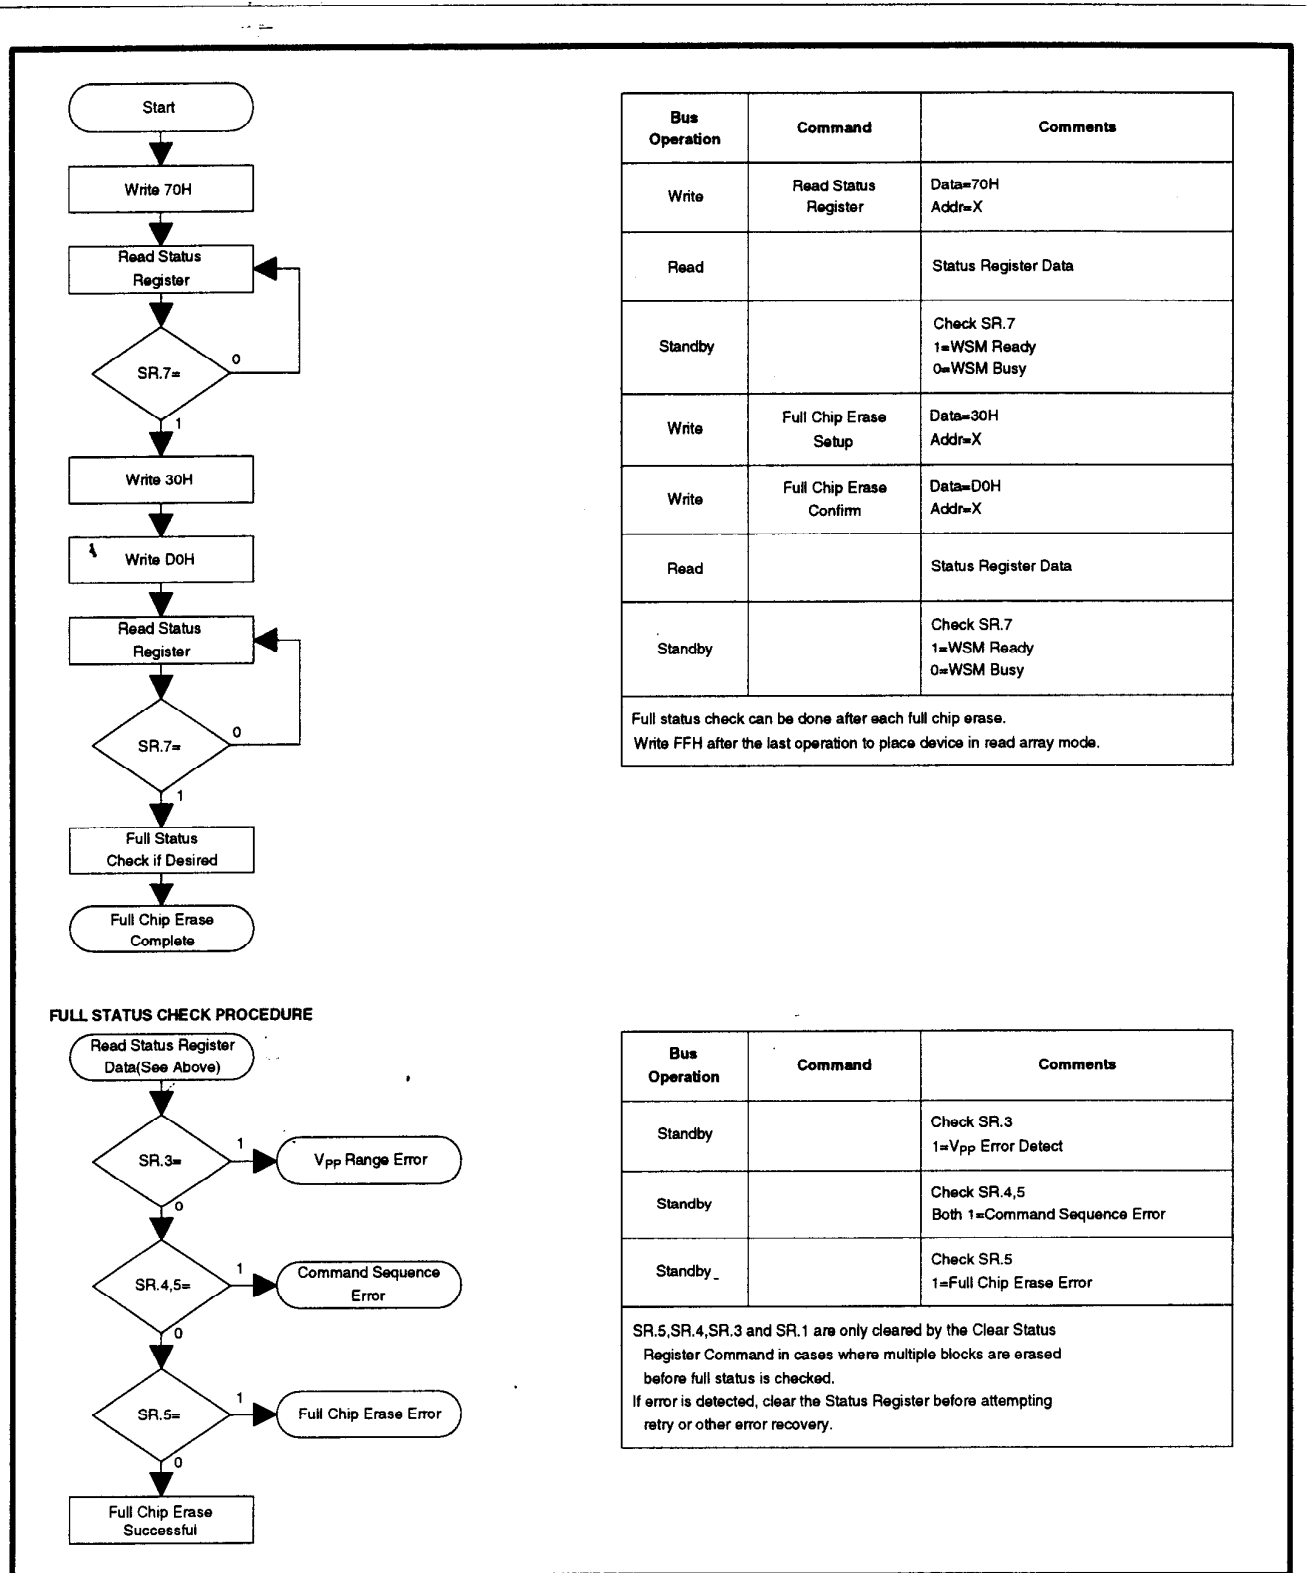 Start
Write 70H
Read Status
Register
SR.7=
0
1
Write 30H
Write D0H
Read Status
Register
SR.7=
0
1
Full Status
Check if Desired
Full Chip Erase
Complete
Bus
Operation
Command
Comments
Write
Read Status
Register
Data=70H
Addr=X
Read
Status Register Data
Standby
Check SR.7
1=WSM Ready
0=WSM Busy
Write
Full Chip Erase
Setup
Data=30H
Addr=X
Write
Full Chip Erase
Confirm
Data=D0H
Addr=X
Read
Status Register Data
Standby
Check SR.7
1=WSM Ready
0=WSM Busy
Full status check can be done after each full chip erase.
Write FFH after the last operation to place device in read array mode.
FULL STATUS CHECK PROCEDURE
Read Status Register
Data(See Above)
SR.3=
1
VPP Range Error
0
SR.4,5=
1
Command Sequence
Error
0
SR.5=
1
Full Chip Erase Error
0
Full Chip Erase
Successful
Bus
Operation
Command
Comments
Standby
Check SR.3
1=VPP Error Detect
Standby
Check SR.4,5
Both 1=Command Sequence Error
Standby
Check SR.5
1=Full Chip Erase Error
SR.5,SR.4,SR.3 and SR.1 are only cleared by the Clear Status
Register Command in cases where multiple blocks are erased
before full status is checked.
If error is detected, clear the Status Register before attempting
retry or other error recovery.